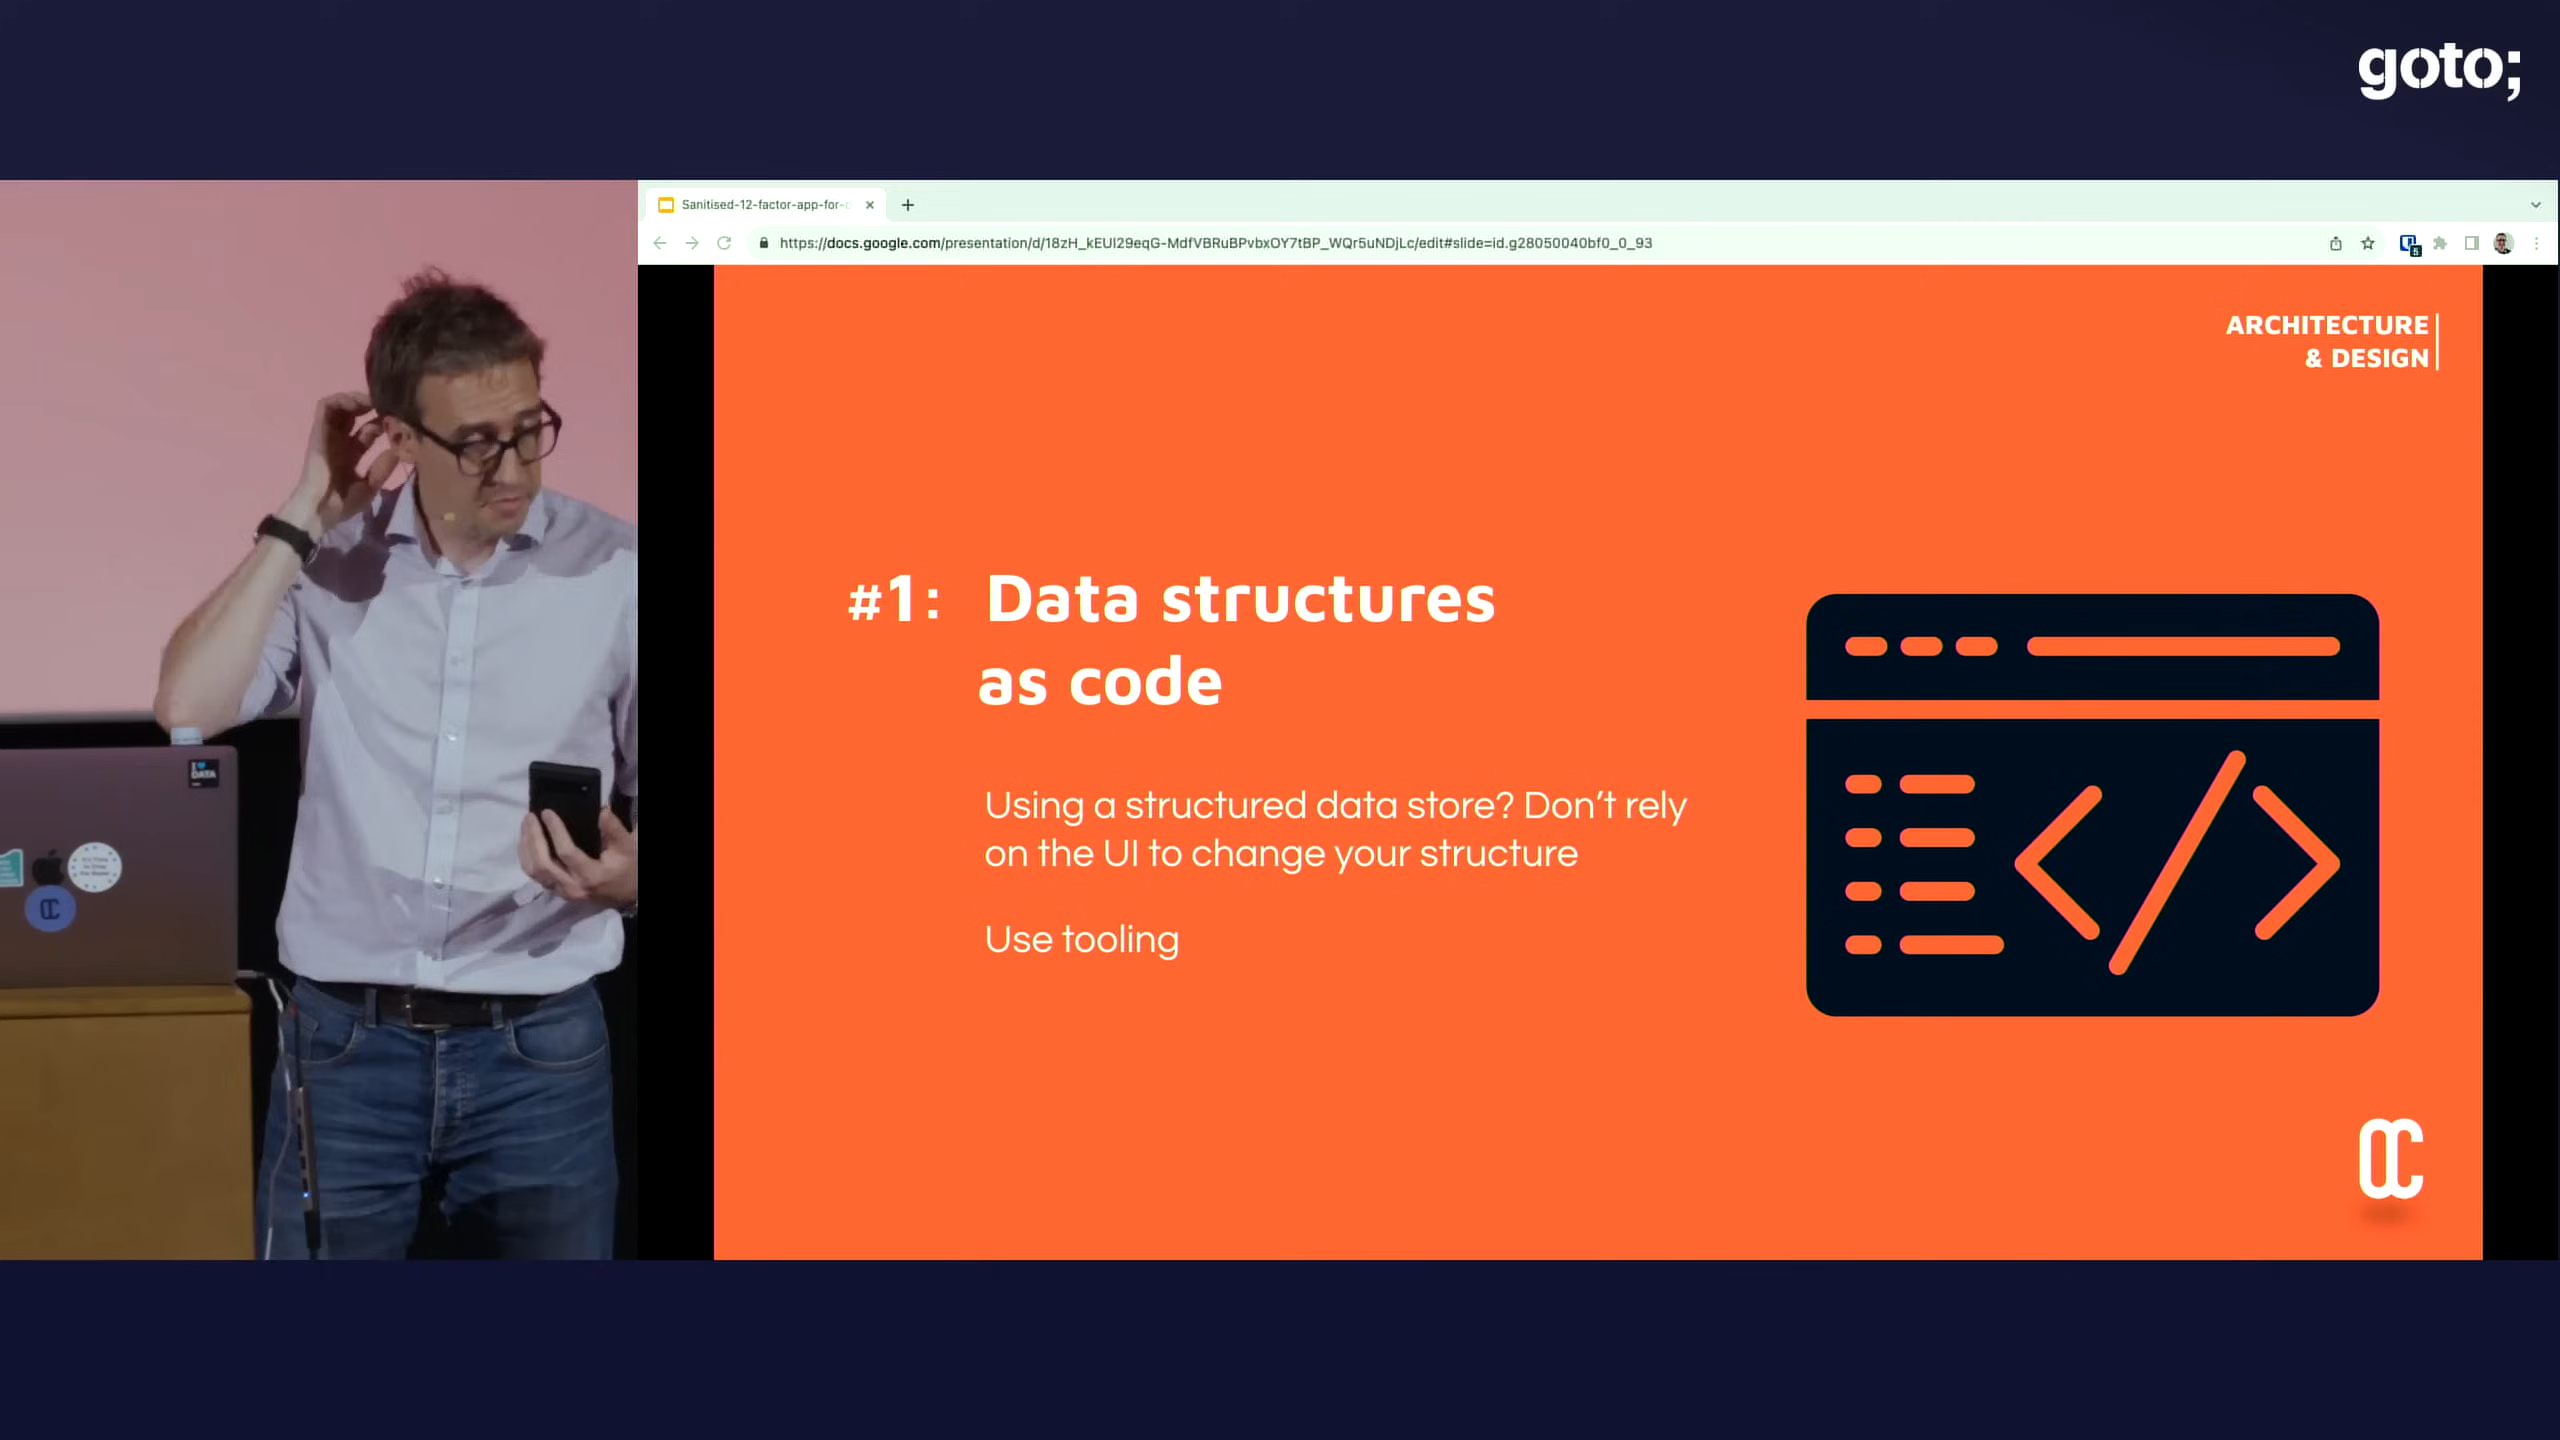 goto;
Sanitised-12-factor-app-for-
https://docs.google.com/presentation/d/18zH_kEUI29eqG-MdfVBRuBPvbxOY7tBP_WQr5uNDjLc/edit#slide=id.g28050040bf0_0_93
ARCHITECTURE
& DESIGN
#1: Data structures
as code
Using a structured data store? Don’t rely
on the UI to change your structure
Use tooling
I
DATA